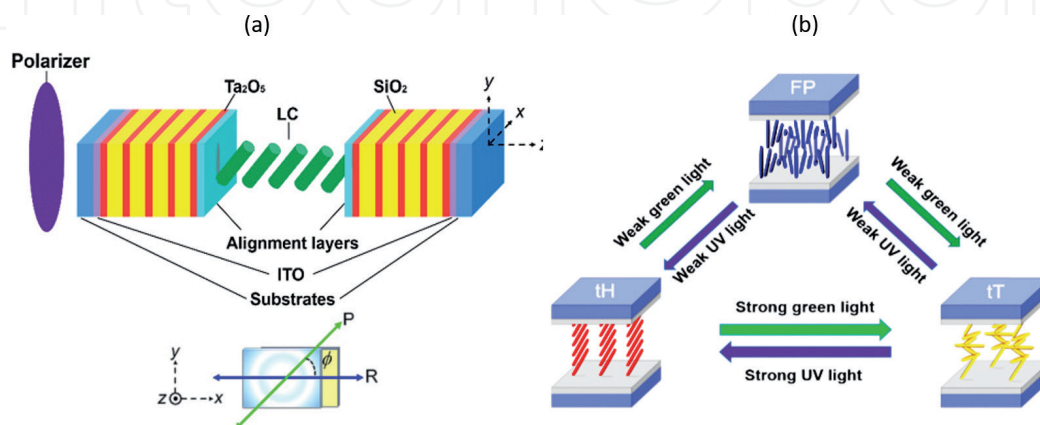 (a)
(b)
Polarizer
Ta₂O₅
SiO₂
LC
y
x
z
Alignment layers
ITO
Substrates
P
ϕ
R
y
z
x
FP
Weak green light
Weak UV light
Weak green light
Weak UV light
tH
tT
Strong green light
Strong UV light